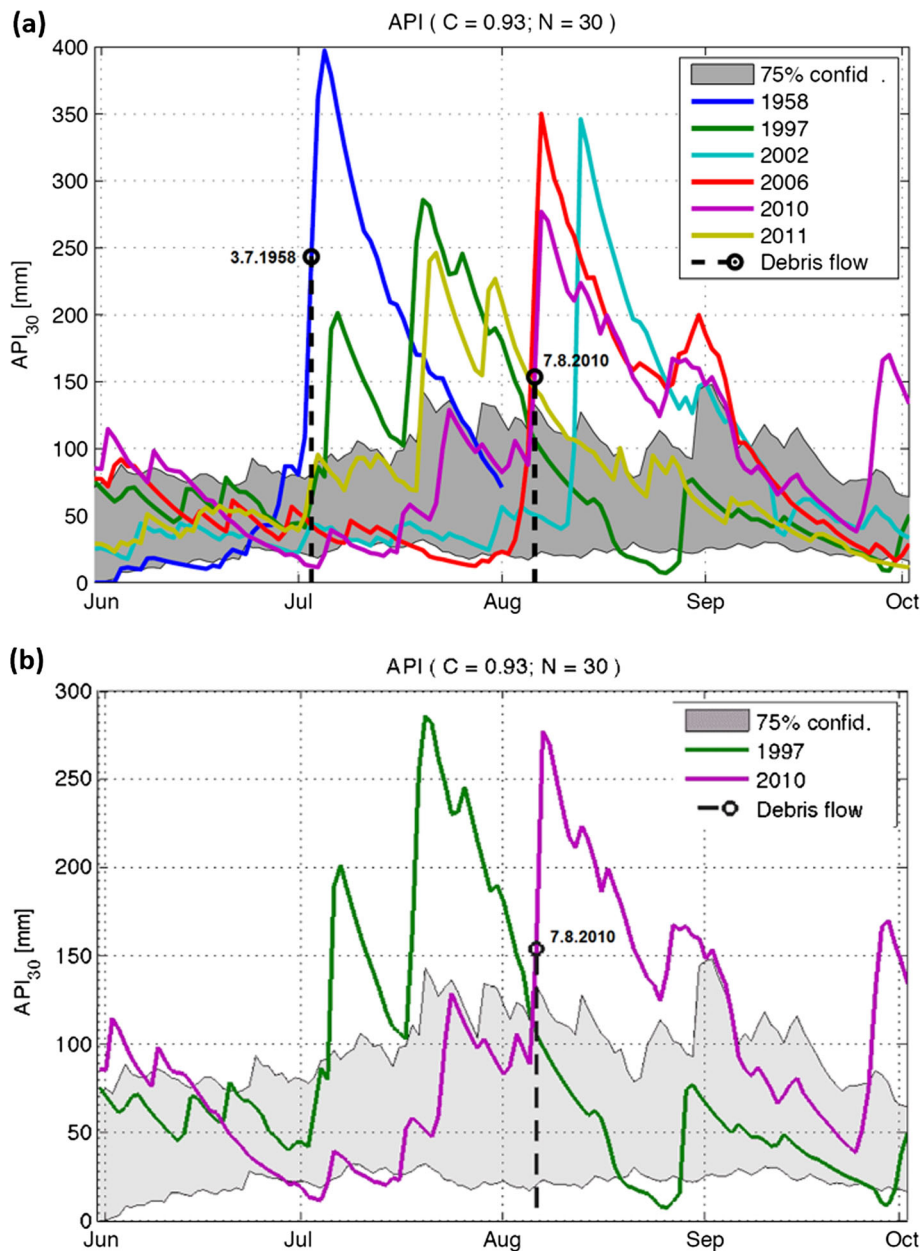 (a)
API ( C = 0.93; N = 30 )
400
350
300
250
200
150
100
50
0
API30 [mm]
75% confid .
1958
1997
2002
2006
2010
2011
Debris flow
3.7.1958
7.8.2010
Jun
Jul
Aug
Sep
Oct
(b)
API ( C = 0.93; N = 30 )
300
250
200
150
100
50
0
API30 [mm]
75% confid.
1997
2010
Debris flow
7.8.2010
Jun
Jul
Aug
Sep
Oct